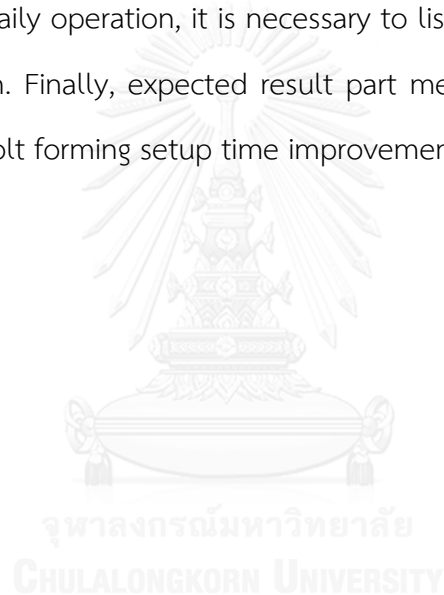 aily operation, it is necessary to lis
. Finally, expected result part me
olt forming setup time improvemen
จุฬาลงกรณ์มหาวิทยาลัย
CHULALONGKORN UNIVERSITY